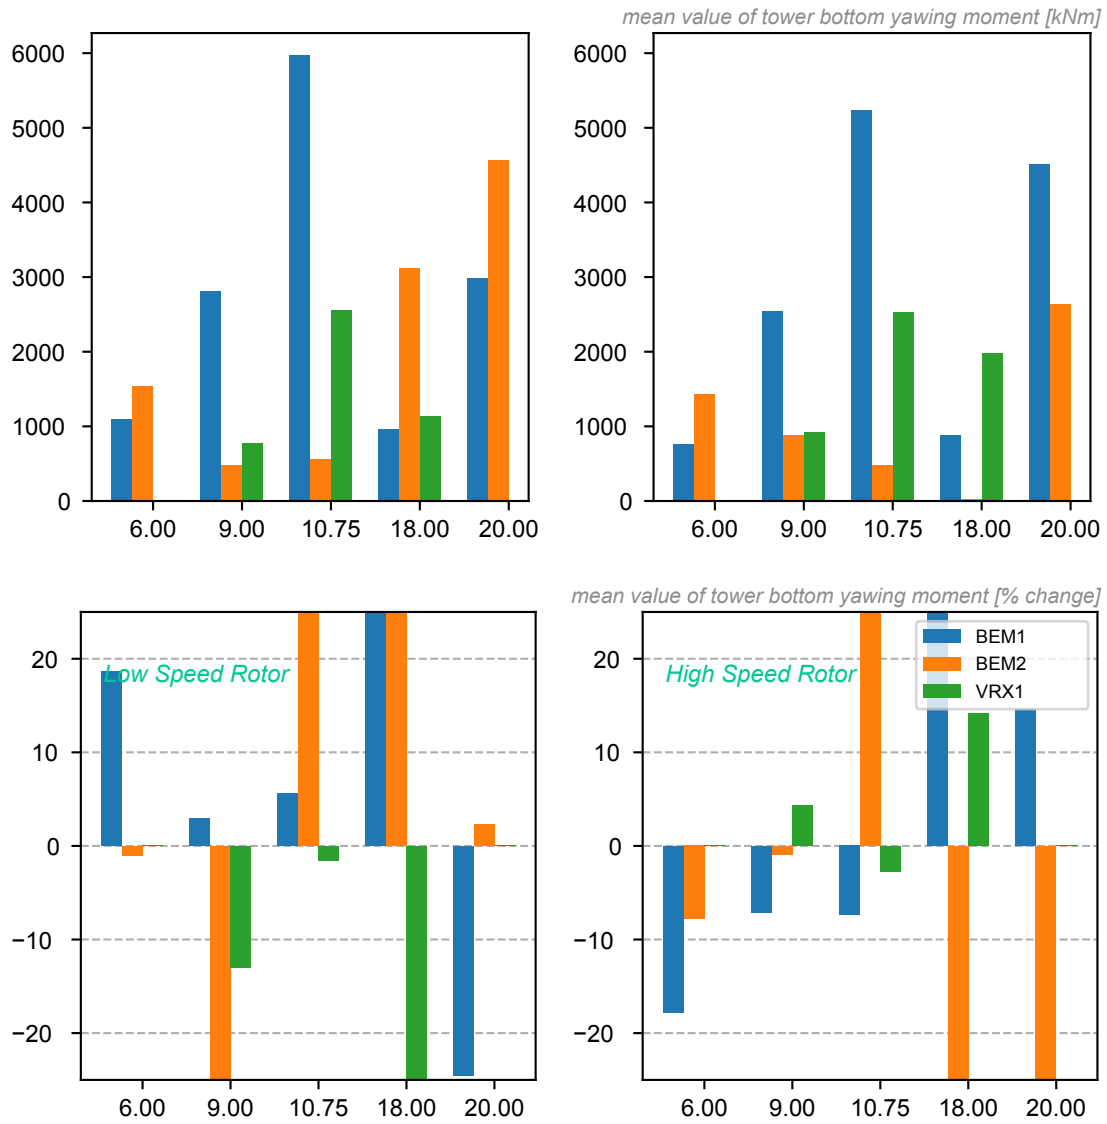 mean value of tower bottom yawing moment [kNm]
6000
5000
4000
3000
2000
1000
0
6.00 9.00 10.75 18.00 20.00
6000
5000
4000
3000
2000
1000
0
6.00 9.00 10.75 18.00 20.00
mean value of tower bottom yawing moment [% change]
Low Speed Rotor
20
10
0
−10
−20
6.00 9.00 10.75 18.00 20.00
High Speed Rotor
BEM1
BEM2
VRX1
20
10
0
−10
−20
6.00 9.00 10.75 18.00 20.00